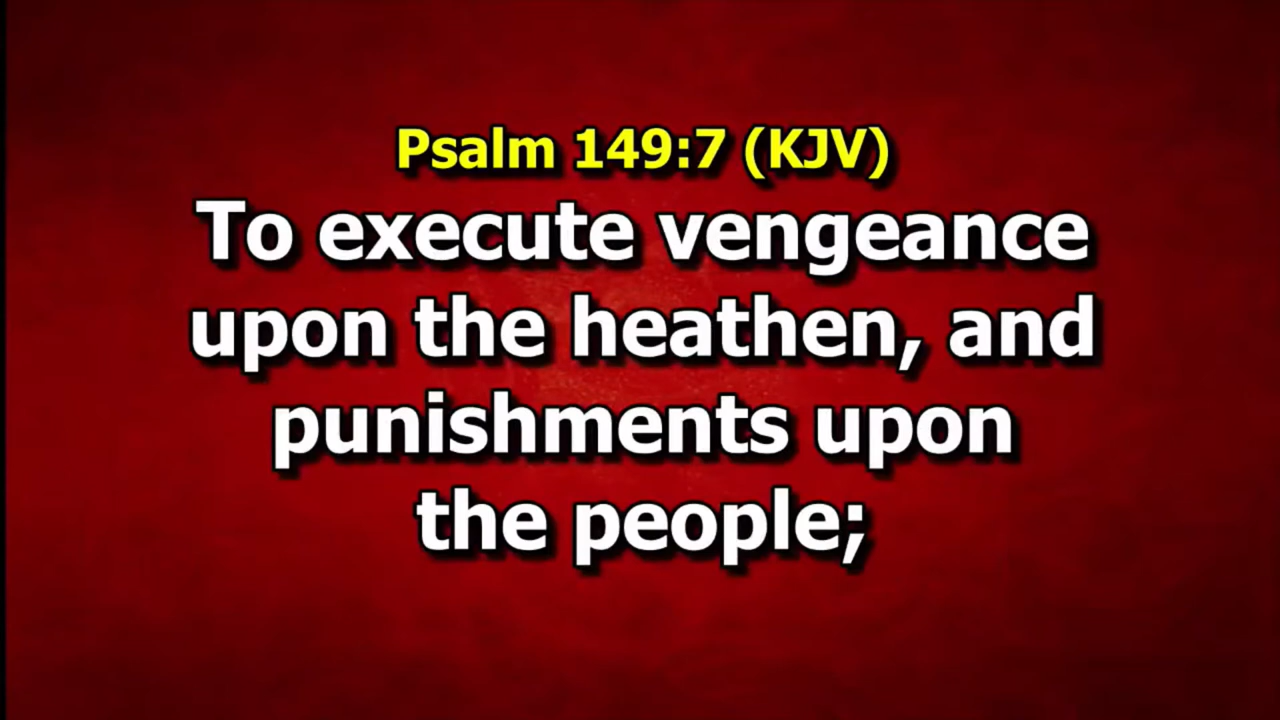 Psalm 149:7 (KJV)
To execute vengeance
upon the heathen, and
punishments upon
the people;